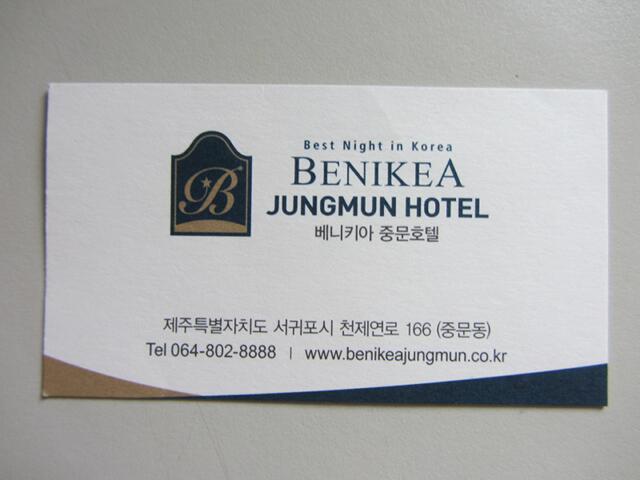 B
Best Night in Korea
BENIKEA
JUNGMUN HOTEL
베니키아 중문호텔
제주특별자치도 서귀포시 천제연로 166 (중문동)
Tel 064-802-8888 | www.benikeajungmun.co.kr